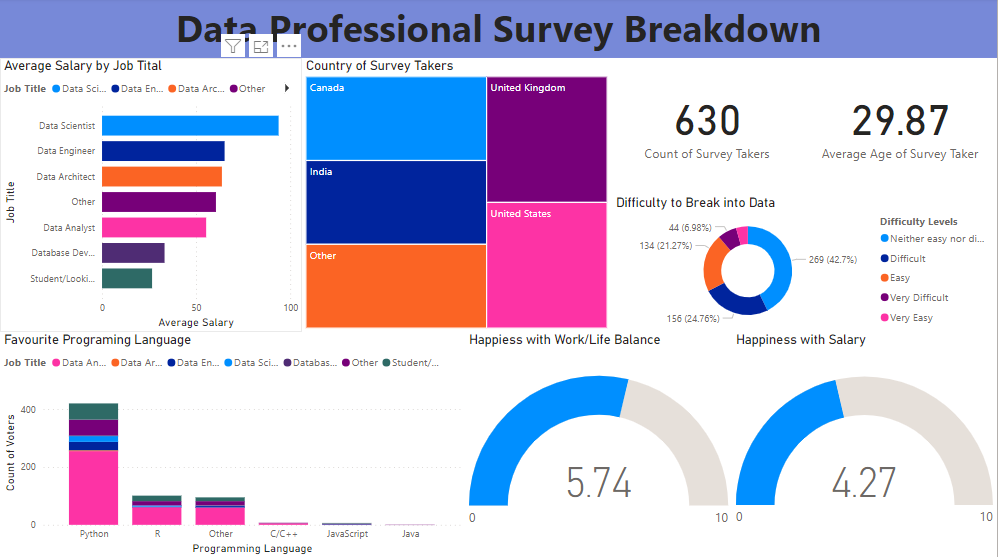 Data Professional Survey Breakdown
Average Salary by Job Tital
Job Title Data Sci... Data En... Data Arc... Other
Job Title
Data Scientist
Data Engineer
Data Architect
Other
Data Analyst
Database Dev...
Student/Looki...
0 50 100
Average Salary
Country of Survey Takers
Canada
United Kingdom
India
United States
Other
630
Count of Survey Takers
29.87
Average Age of Survey Taker
Difficulty to Break into Data
44 (6.98%)
134 (21.27%)
269 (42.7%)
156 (24.76%)
Difficulty Levels
Neither easy nor di...
Difficult
Easy
Very Difficult
Very Easy
Favourite Programing Language
Job Title Data An... Data Ar... Data En... Data Sci... Databas... Other Student/...
Count of Voters
400
200
0
Python R Other C/C++ JavaScript Java
Programming Language
Happiess with Work/Life Balance
5.74
0 10
Happiness with Salary
4.27
0 10